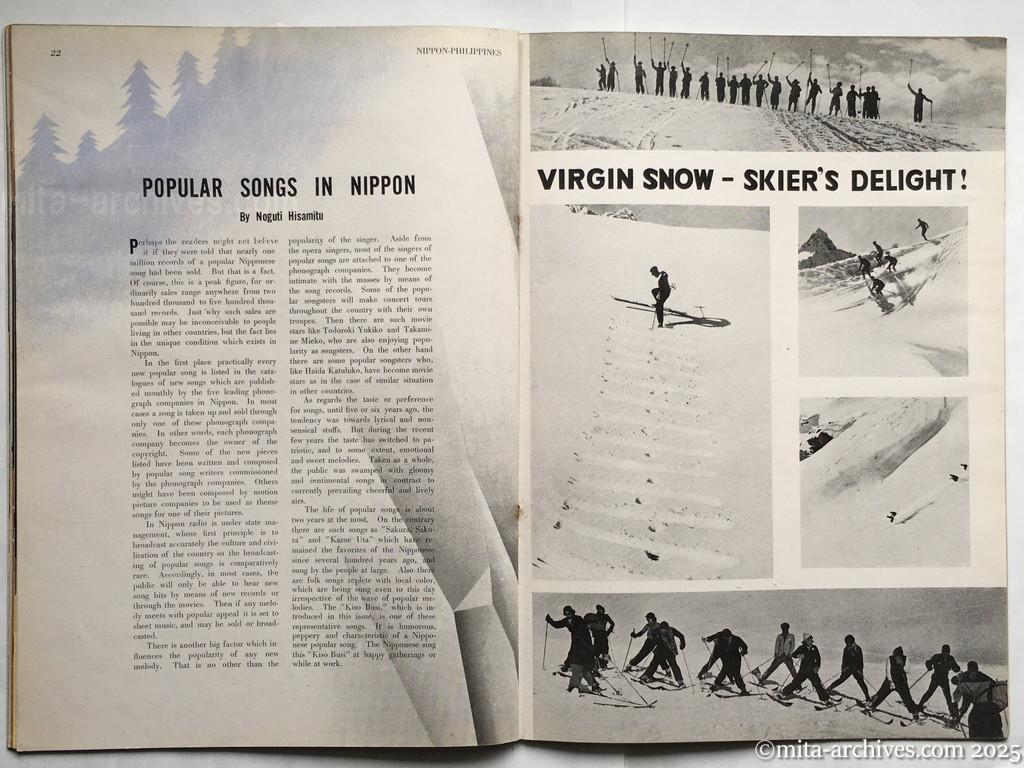 22
NIPPON-PHILIPPINES
POPULAR SONGS IN NIPPON
By Noguti Hisamitu
Perhaps the readers might not believe
it if they were told that nearly one
million records of a popular Nipponese
song had been sold. But that is a fact.
Of course, this is a peak figure, for or-
dinarily sales range anywhere from two
hundred thousand to five hundred thou-
sand records. Just why such sales are
possible may be inconceivable to people
living in other countries, but the fact lies
in the unique condition which exists in
Nippon.
In the first place practically every
new popular song is listed in the cata-
logues of new songs which are publish-
ed monthly by the five leading phono-
graph companies in Nippon. In most
cases a song is taken up and sold through
only one of these phonograph compa-
nies. In other words, each phonograph
company becomes the owner of the
copyright. Some of the new pieces
listed have been written and composed
by popular song writers commissioned
by the phonograph companies. Others
might have been composed by motion
picture companies to be used as theme
songs for one of their pictures.
In Nippon radio is under state ma-
nagement, whose first principle is to
broadcast accurately the culture and civi-
lization of the country so the broadcast-
ing of popular songs is comparatively
rare. Accordingly, in most cases, the
public will only be able to hear new
song hits by means of new records or
through the movies. Then if any melo-
dy meets with popular appeal it is set to
sheet music, and may be sold or broad-
casted.
There is another big factor which in-
fluences the popularity of any new
melody. That is no other than the
popularity of the singer. Aside from
the opera singers, most of the singers of
popular songs are attached to one of the
phonograph companies. They become
intimate with the masses by means of
the song records. Some of the popu-
lar songsters will make concert tours
throughout the country with their own
troupes. Then there are such movie
stars like Todoroki Yukiko and Takami-
ne Mieko, who are also enjoying popu-
larity as songsters. On the other hand
there are some popular songsters who,
like Haida Katuhiko, have become movie
stars as in the case of similar situation
in other countries.
As regards the taste or preference
for songs, until five or six years ago, the
tendency was towards lyrical and non-
sensical stuffs. But during the recent
few years the taste has switched to pa-
triotic, and to some extent, emotional
and sweet melodies. Taken as a whole,
the public was swamped with gloomy
and sentimental songs in contrast to
currently prevailing cheerful and lively
airs.
The life of popular songs is about
two years at the most. On the contrary
there are such songs as "Sakura, Saku-
ra" and "Kazoe Uta" which have re-
mained the favorites of the Nipponese
since several hundred years ago, and
sung by the people at large. Also there
are folk songs replete with local color,
which are being sung even to this day
irrespective of the wave of popular me-
lodies. The "Kiso Busi," which is in-
troduced in this issue, is one of these
representative songs. It is humorous,
peppery and characteristic of a Nippo-
nese popular song. The Nipponese sing
this "Kiso Busi" at happy gatherings or
while at work.
VIRGIN SNOW - SKIER'S DELIGHT!
mita-archives.com
©mita-archives.com 2025